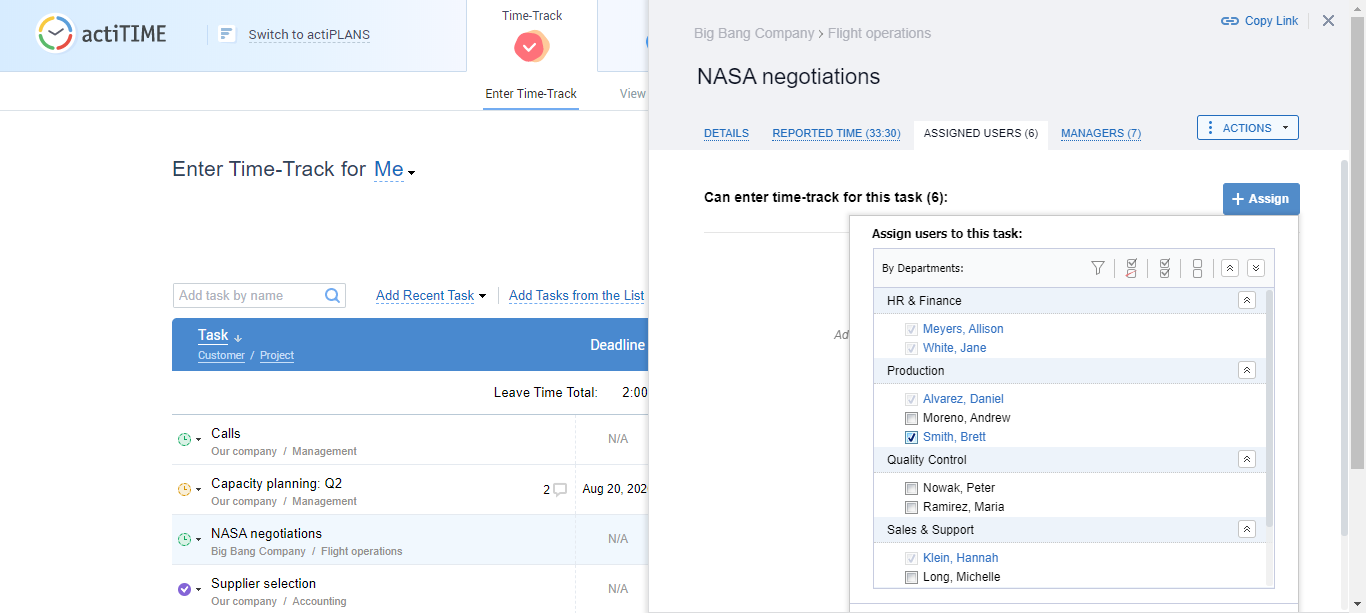 actiTIME
Switch to actiPLANS
Time-Track
Enter Time-Track
View
Enter Time-Track for Me
Add task by name
Add Recent Task
Add Tasks from the List
Task
Customer / Project
Deadline
Leave Time Total: 2:00
Calls
Our company / Management
N/A
Capacity planning: Q2
Our company / Management
2
Aug 20, 202
NASA negotiations
Big Bang Company / Flight operations
N/A
Supplier selection
Our company / Accounting
N/A
Copy Link
Big Bang Company > Flight operations
NASA negotiations
DETAILS
REPORTED TIME (33:30)
ASSIGNED USERS (6)
MANAGERS (7)
ACTIONS
Can enter time-track for this task (6):
+ Assign
Ad
Assign users to this task:
By Departments:
HR & Finance
Meyers, Allison
White, Jane
Production
Alvarez, Daniel
Moreno, Andrew
Smith, Brett
Quality Control
Nowak, Peter
Ramirez, Maria
Sales & Support
Klein, Hannah
Long, Michelle